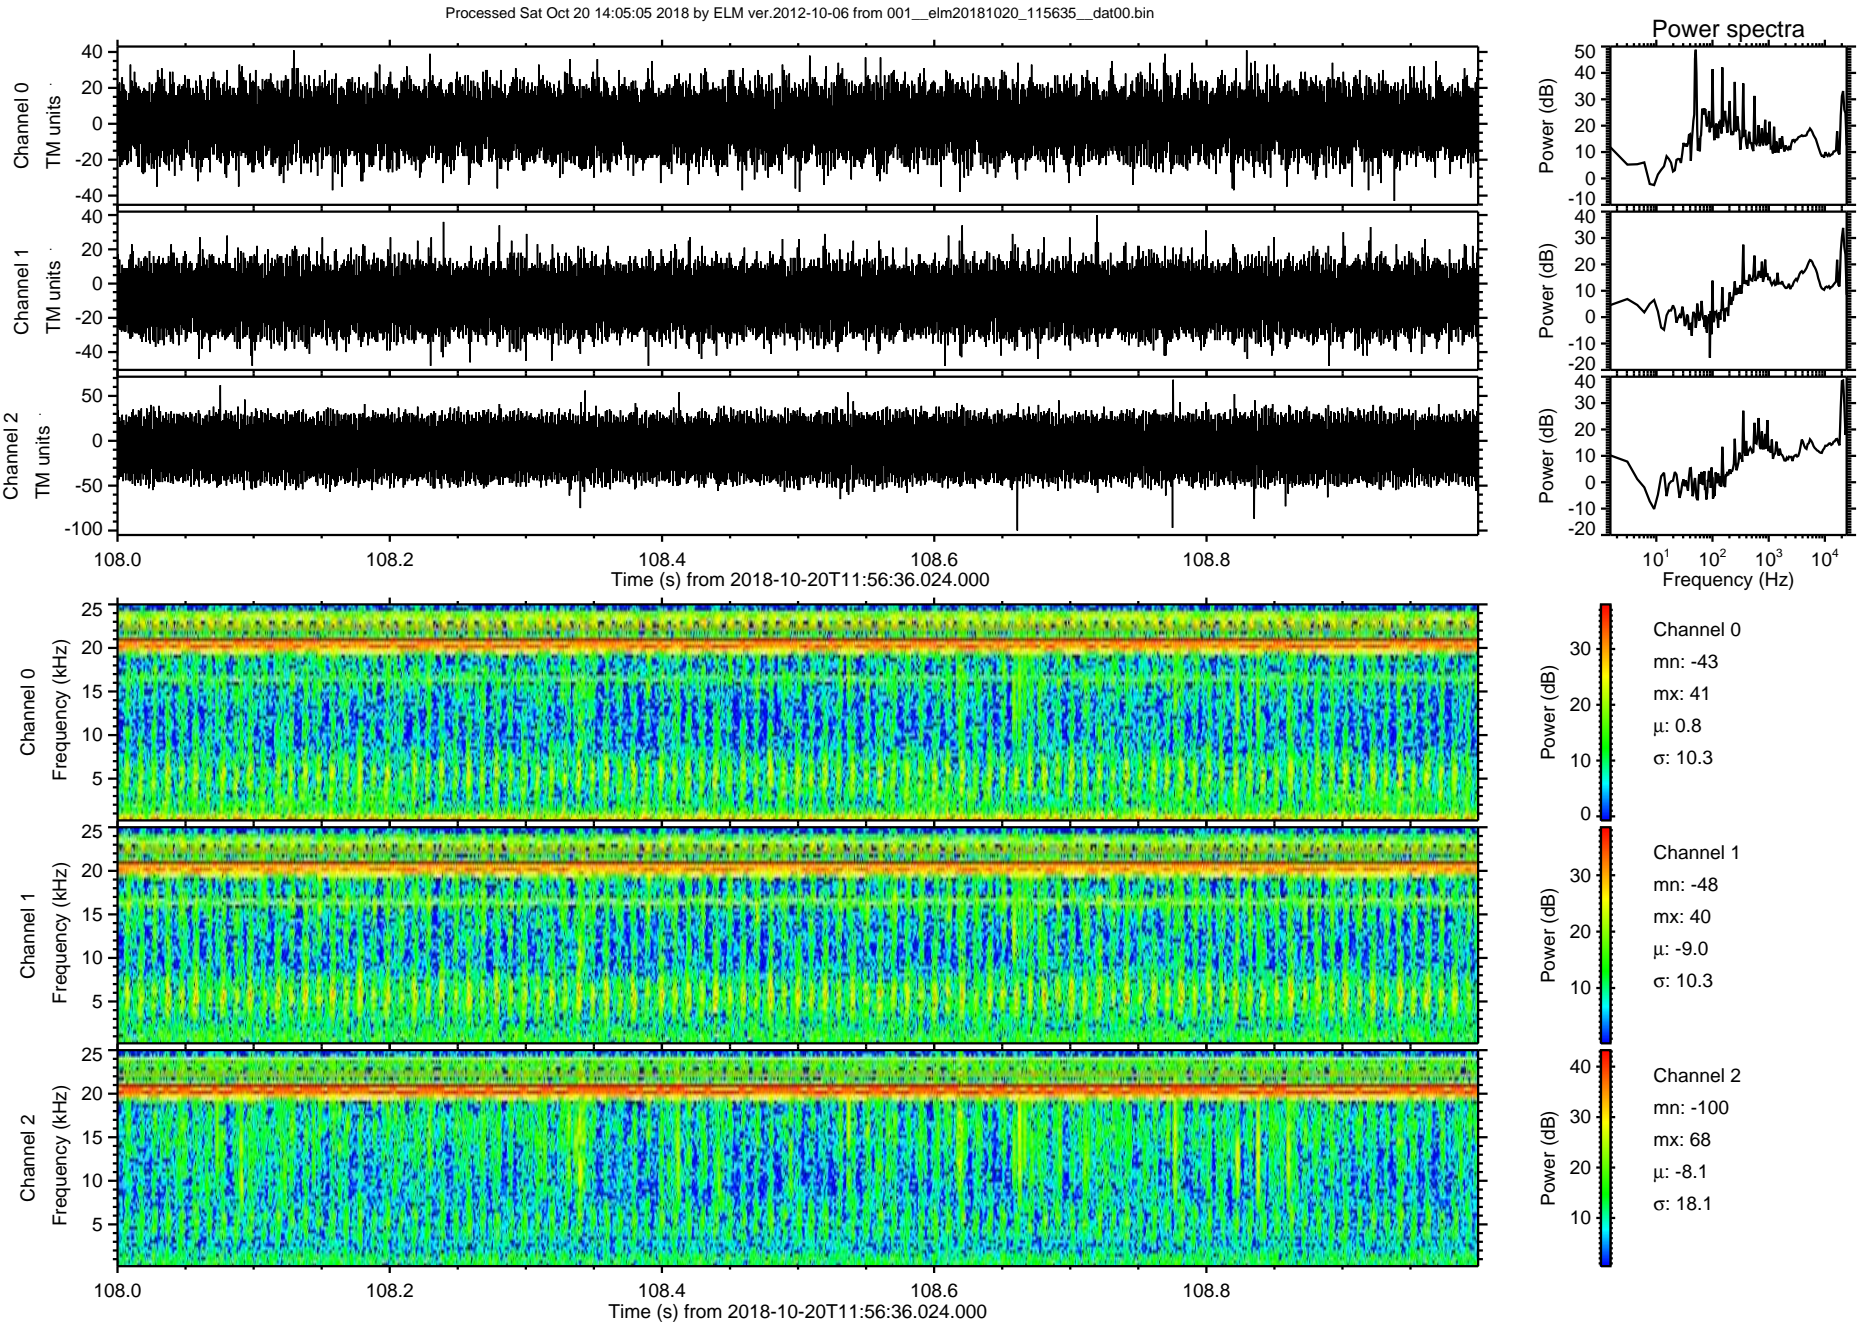 Processed Sat Oct 20 14:05:05 2018 by ELM ver.2012-10-06 from 001__elm20181020_115635__dat00.bin
Power spectra
Channel 0
TM units
40
20
0
-20
-40
Power (dB)
50
40
30
20
10
0
-10
Channel 1
TM units
40
20
0
-20
-40
Power (dB)
40
30
20
10
0
-10
-20
Channel 2
TM units
50
0
-50
-100
Power (dB)
40
30
20
10
0
-10
-20
108.0 108.2 108.4 108.6 108.8
Time (s) from 2018-10-20T11:56:36.024.000
10¹ 10² 10³ 10⁴
Frequency (Hz)
Channel 0
Frequency (kHz)
25
20
15
10
5
Power (dB)
30
20
10
0
Channel 0
mn: -43
mx: 41
μ: 0.8
σ: 10.3
Channel 1
Frequency (kHz)
25
20
15
10
5
Power (dB)
30
20
10
Channel 1
mn: -48
mx: 40
μ: -9.0
σ: 10.3
Channel 2
Frequency (kHz)
25
20
15
10
5
Power (dB)
40
30
20
10
Channel 2
mn: -100
mx: 68
μ: -8.1
σ: 18.1
108.0 108.2 108.4 108.6 108.8
Time (s) from 2018-10-20T11:56:36.024.000